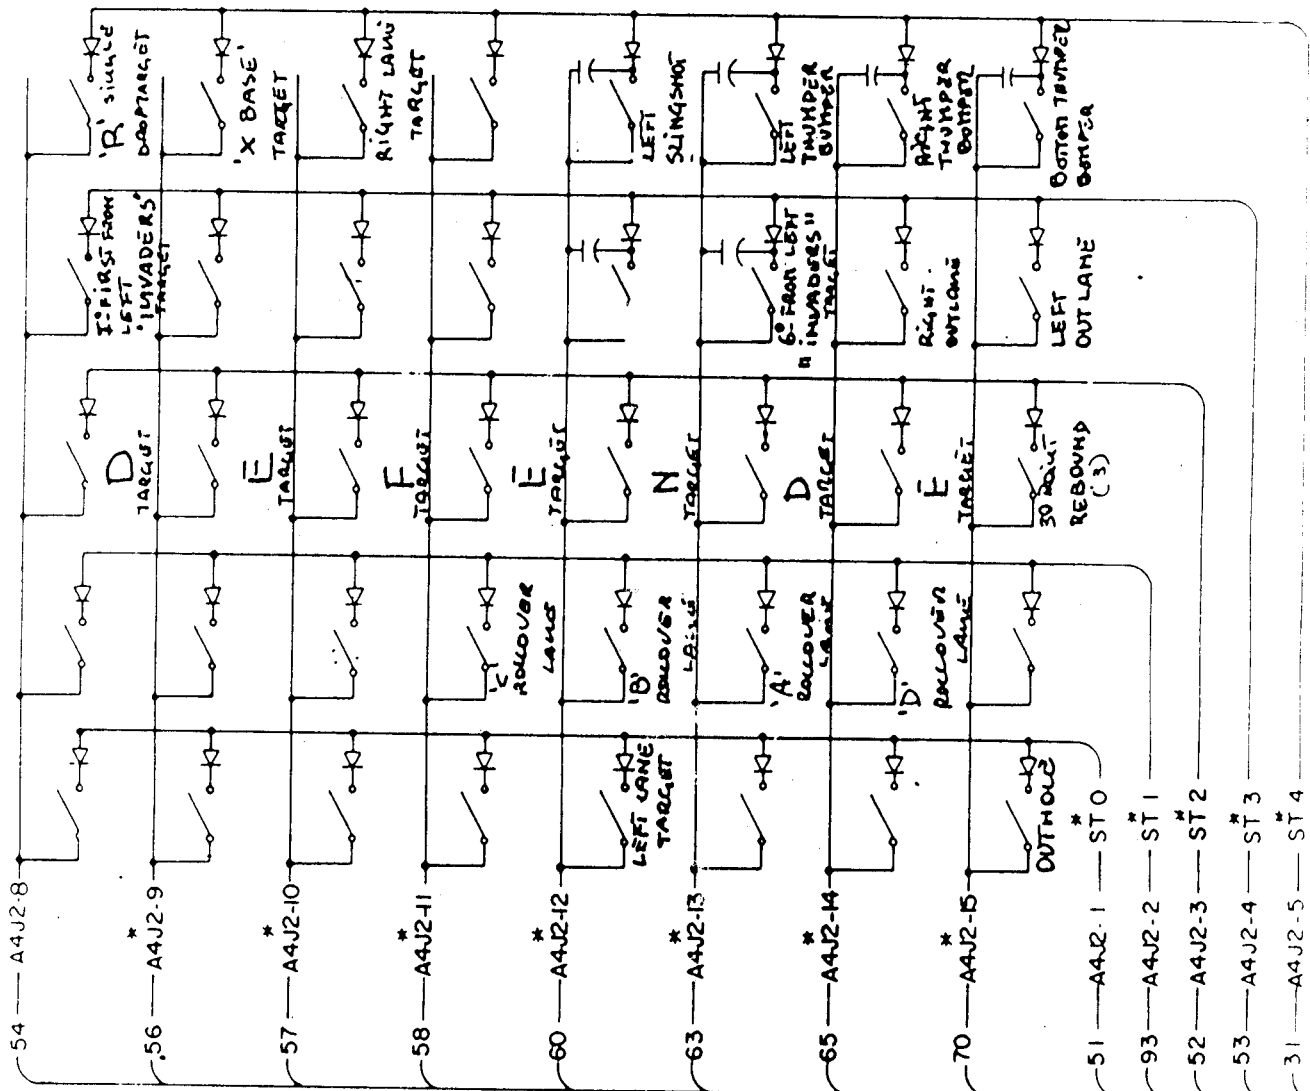 'R' single
DROPTARGET
'X BASE'
TARGET
RIGHT LANE
TARGET
LEFT
SLINGSHOT
LEFT
THUMPER
BUMPER
RIGHT
THUMPER
BUMPER
BOTTOM THUMPER
BUMPER
I° FIRST FROM
LEFT
"INVADERS"
TARGET
6° FROM LEFT
"INVADERS"
TARGET
RIGHT
OUTLANE
LEFT
OUTLANE
D
TARGET
E
TARGET
F
TARGET
E
TARGET
N
TARGET
D
TARGET
E
TARGET
30 POINT
REBOUND
(3)
'C'
ROLLOVER
LANE
'B'
ROLLOVER
LANE
'A'
ROLLOVER
LANE
'D'
ROLLOVER
LANE
LEFT LANE
TARGET
OUTHOLE
54 A4J2-8
56 * A4J2-9
57 * A4J2-10
58 * A4J2-11
60 * A4J2-12
63 * A4J2-13
65 * A4J2-14
70 * A4J2-15
51 A4J2-1 * ST 0
93 A4J2-2 * ST 1
52 A4J2-3 * ST 2
53 A4J2-4 * ST 3
31 A4J2-5 * ST 4